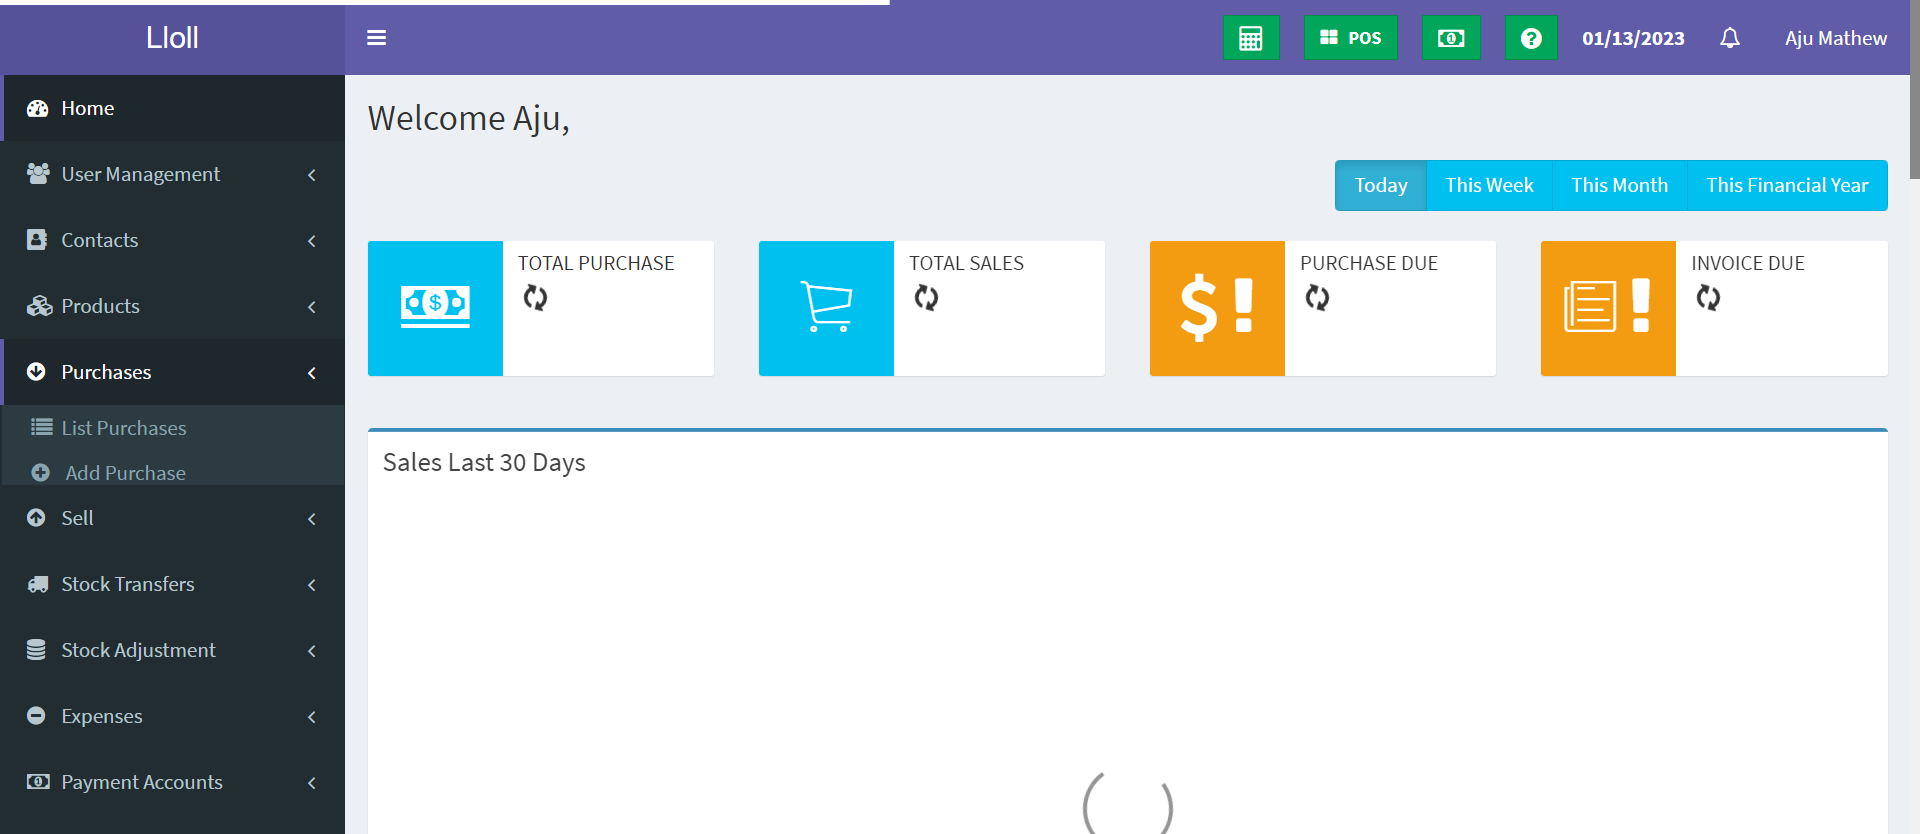 Lloll
POS
01/13/2023
Aju Mathew
Home
User Management
Contacts
Products
Purchases
List Purchases
Add Purchase
Sell
Stock Transfers
Stock Adjustment
Expenses
Payment Accounts
Welcome Aju,
Today
This Week
This Month
This Financial Year
TOTAL PURCHASE
TOTAL SALES
PURCHASE DUE
INVOICE DUE
Sales Last 30 Days